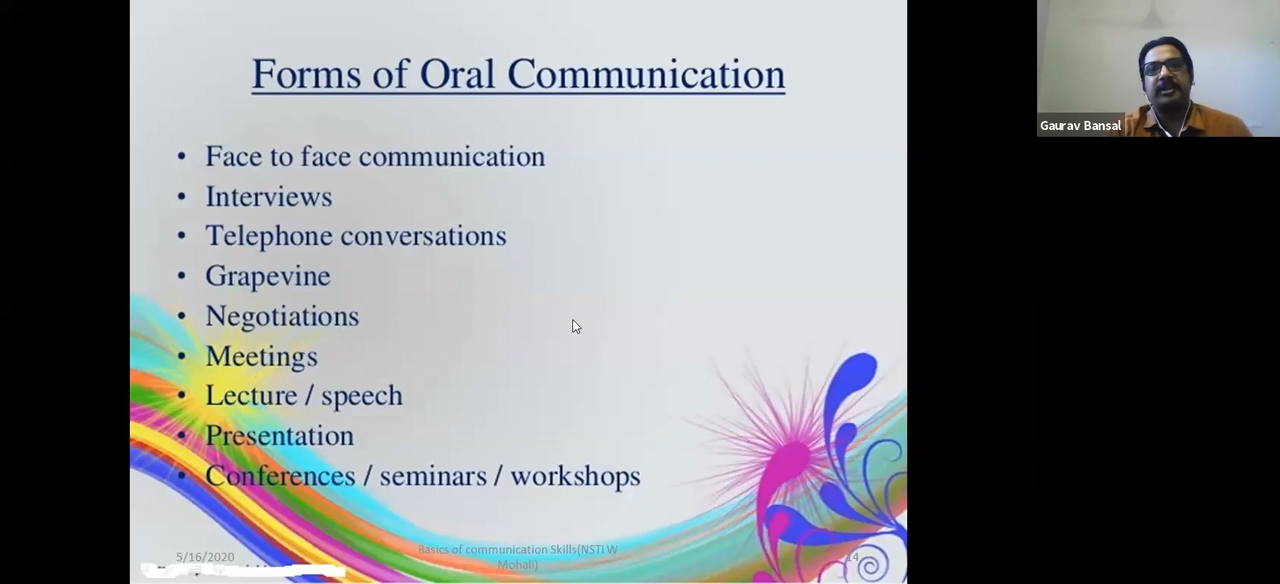 Forms of Oral Communication
Gaurav Bansal
• Face to face communication
• Interviews
• Telephone conversations
• Grapevine
• Negotiations
• Meetings
• Lecture / speech
• Presentation
• Conferences / seminars / workshops
5/16/2020
Basics of communication Skills(NSTI W
Mohali)
14